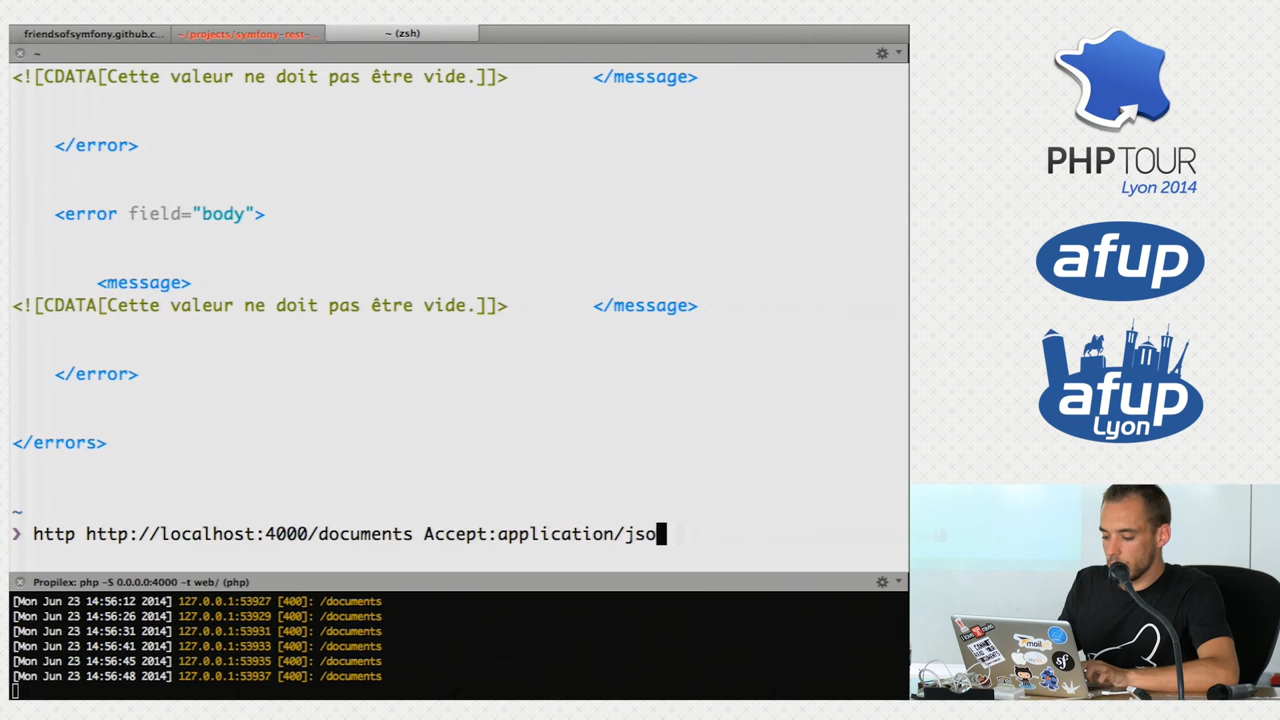 friendsofsymfony.github.c...
~/projects/symfony-rest-...
~ (zsh)
~
<![CDATA[Cette valeur ne doit pas être vide.]]> </message>
</error>
<error field="body">
<message>
<![CDATA[Cette valeur ne doit pas être vide.]]> </message>
</error>
</errors>
~
❯ http http://localhost:4000/documents Accept:application/jso
Propilex: php -S 0.0.0.0:4000 -t web/ (php)
[Mon Jun 23 14:56:12 2014] 127.0.0.1:53927 [400]: /documents
[Mon Jun 23 14:56:26 2014] 127.0.0.1:53929 [400]: /documents
[Mon Jun 23 14:56:31 2014] 127.0.0.1:53931 [400]: /documents
[Mon Jun 23 14:56:41 2014] 127.0.0.1:53933 [400]: /documents
[Mon Jun 23 14:56:45 2014] 127.0.0.1:53935 [400]: /documents
[Mon Jun 23 14:56:48 2014] 127.0.0.1:53937 [400]: /documents
PHPTOUR
Lyon 2014
afup
afup
Lyon
mail
sf